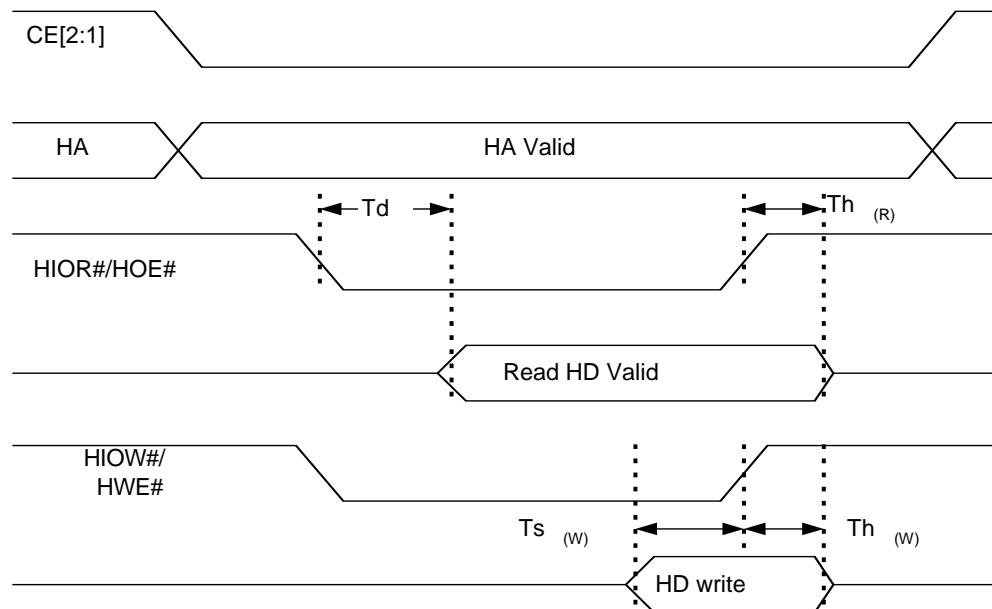 CE[2:1]
HA
HA Valid
Td
Th (R)
HIOR#/HOE#
Read HD Valid
HIOW#/
HWE#
Ts (W)
Th (W)
HD write